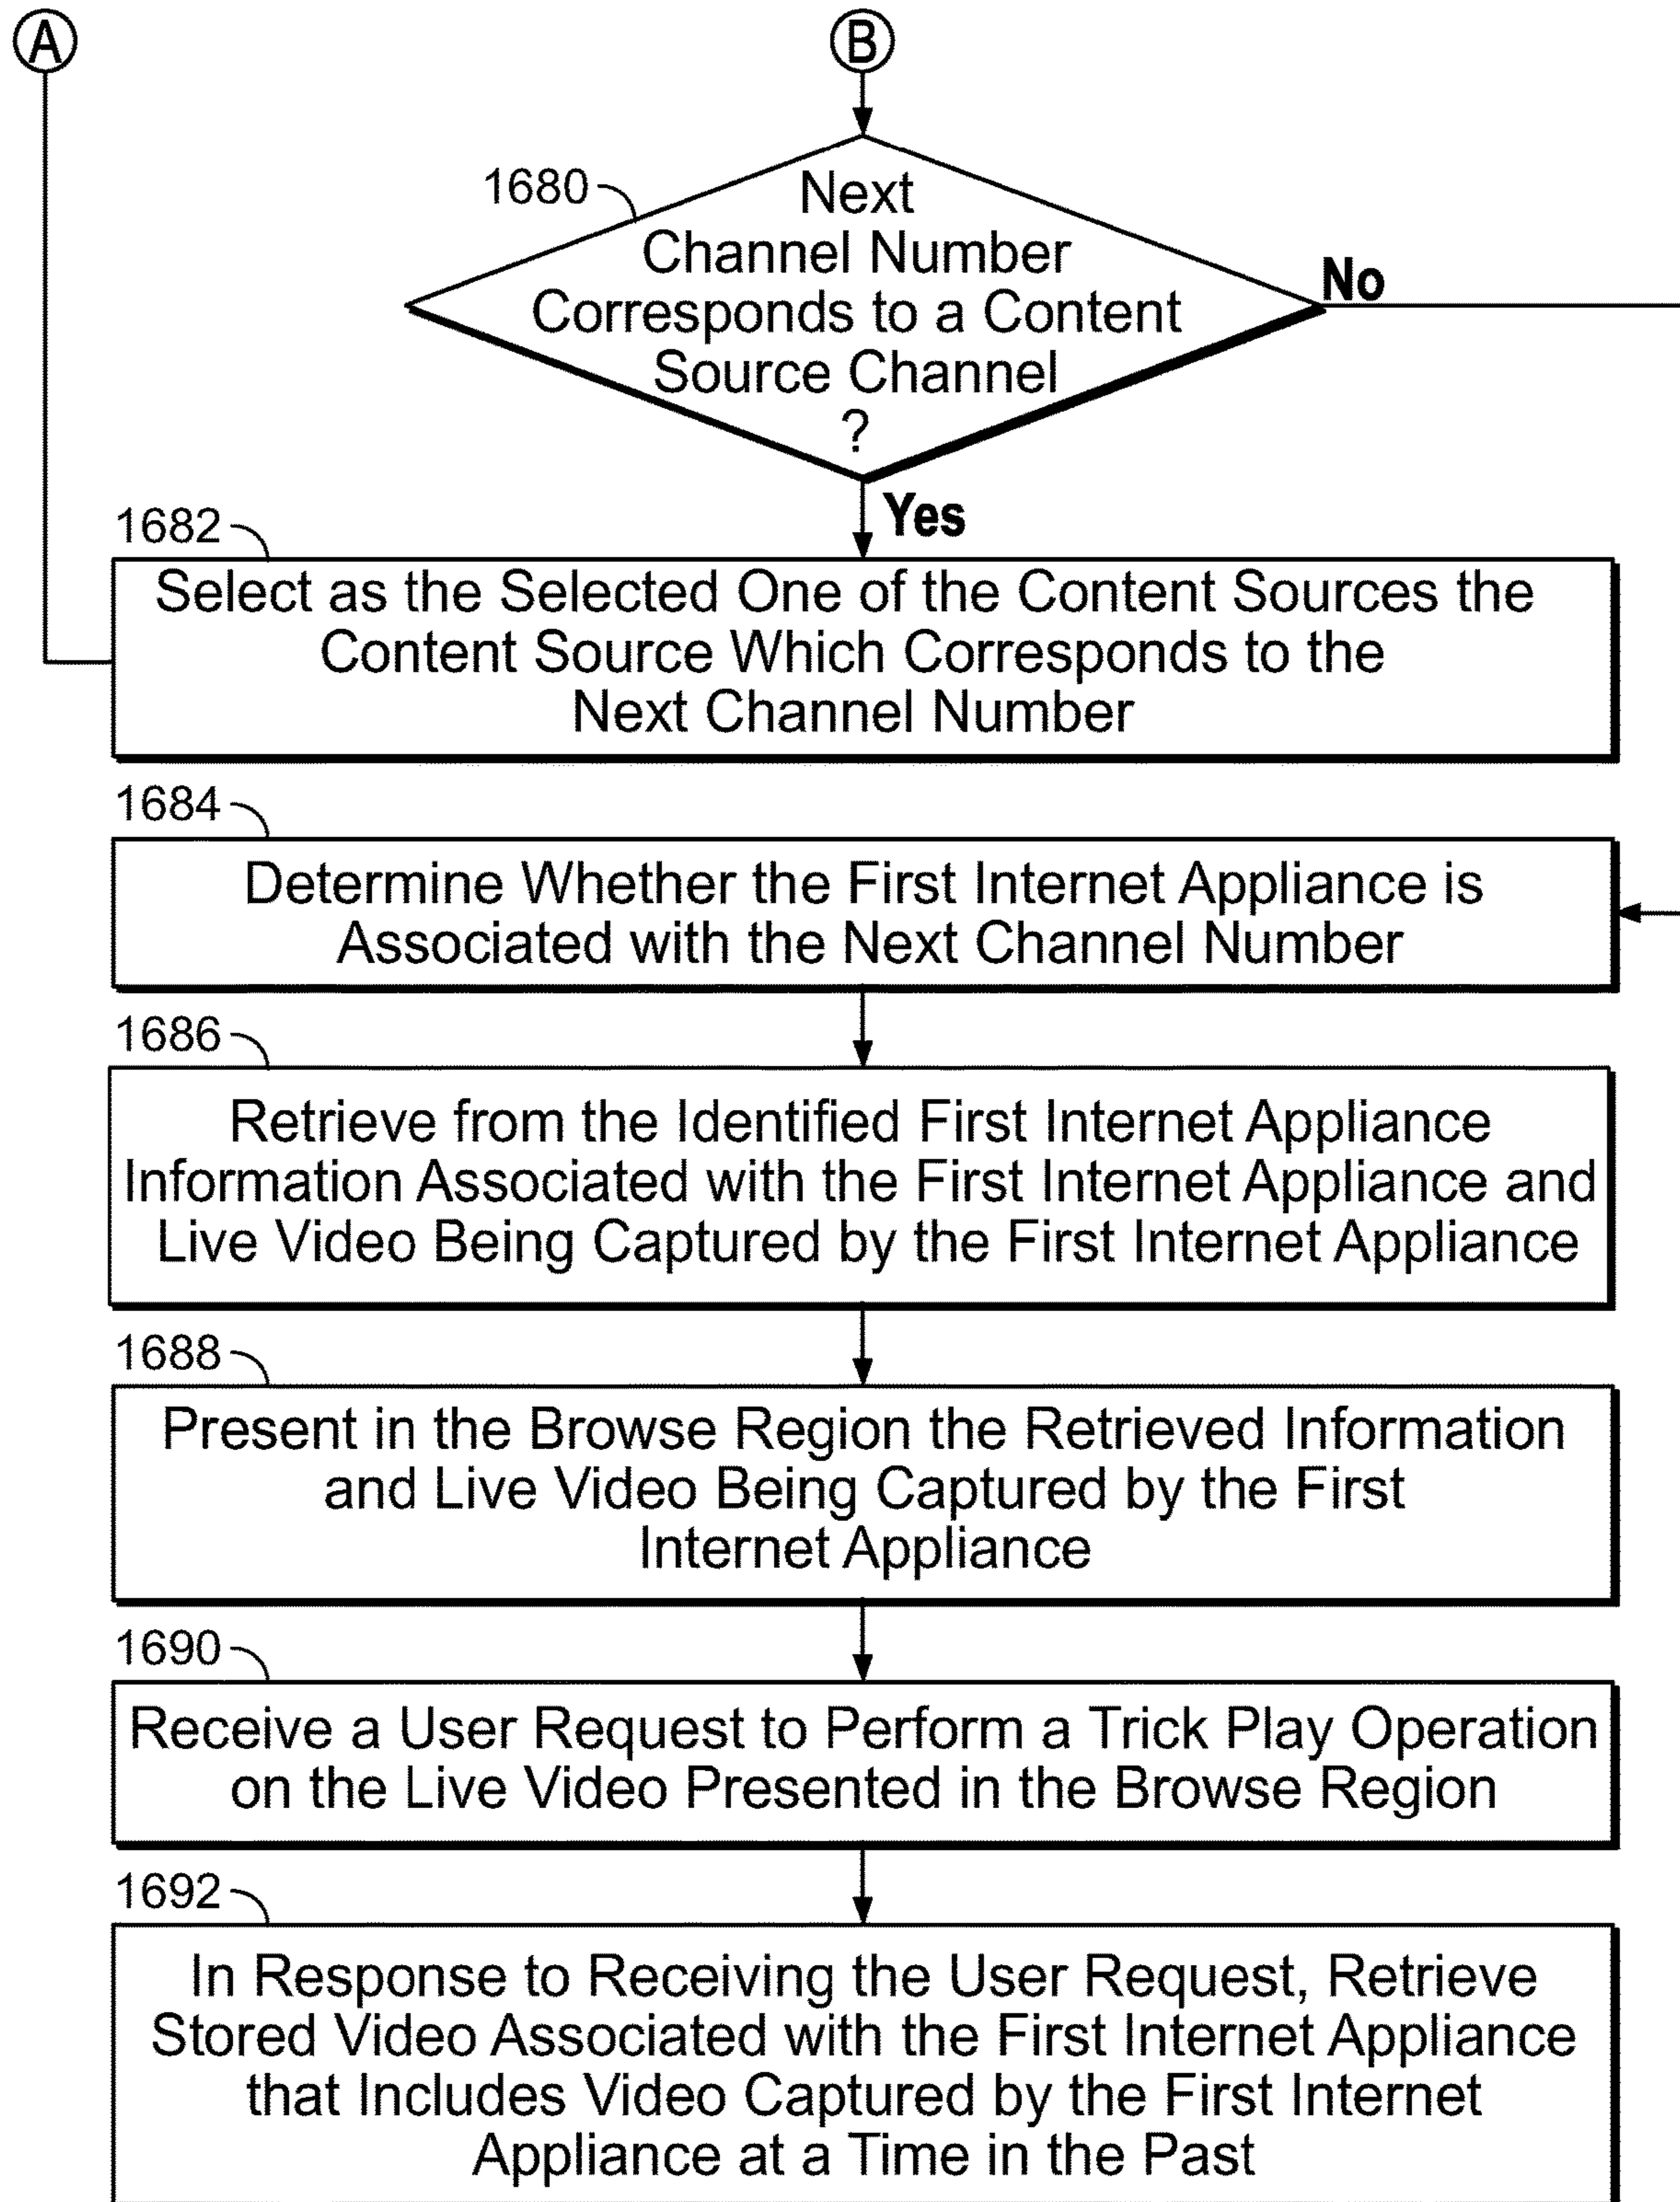 A
B
1680
Next
Channel Number
Corresponds to a Content
Source Channel
?
No
Yes
1682
Select as the Selected One of the Content Sources the
Content Source Which Corresponds to the
Next Channel Number
1684
Determine Whether the First Internet Appliance is
Associated with the Next Channel Number
1686
Retrieve from the Identified First Internet Appliance
Information Associated with the First Internet Appliance and
Live Video Being Captured by the First Internet Appliance
1688
Present in the Browse Region the Retrieved Information
and Live Video Being Captured by the First
Internet Appliance
1690
Receive a User Request to Perform a Trick Play Operation
on the Live Video Presented in the Browse Region
1692
In Response to Receiving the User Request, Retrieve
Stored Video Associated with the First Internet Appliance
that Includes Video Captured by the First Internet
Appliance at a Time in the Past